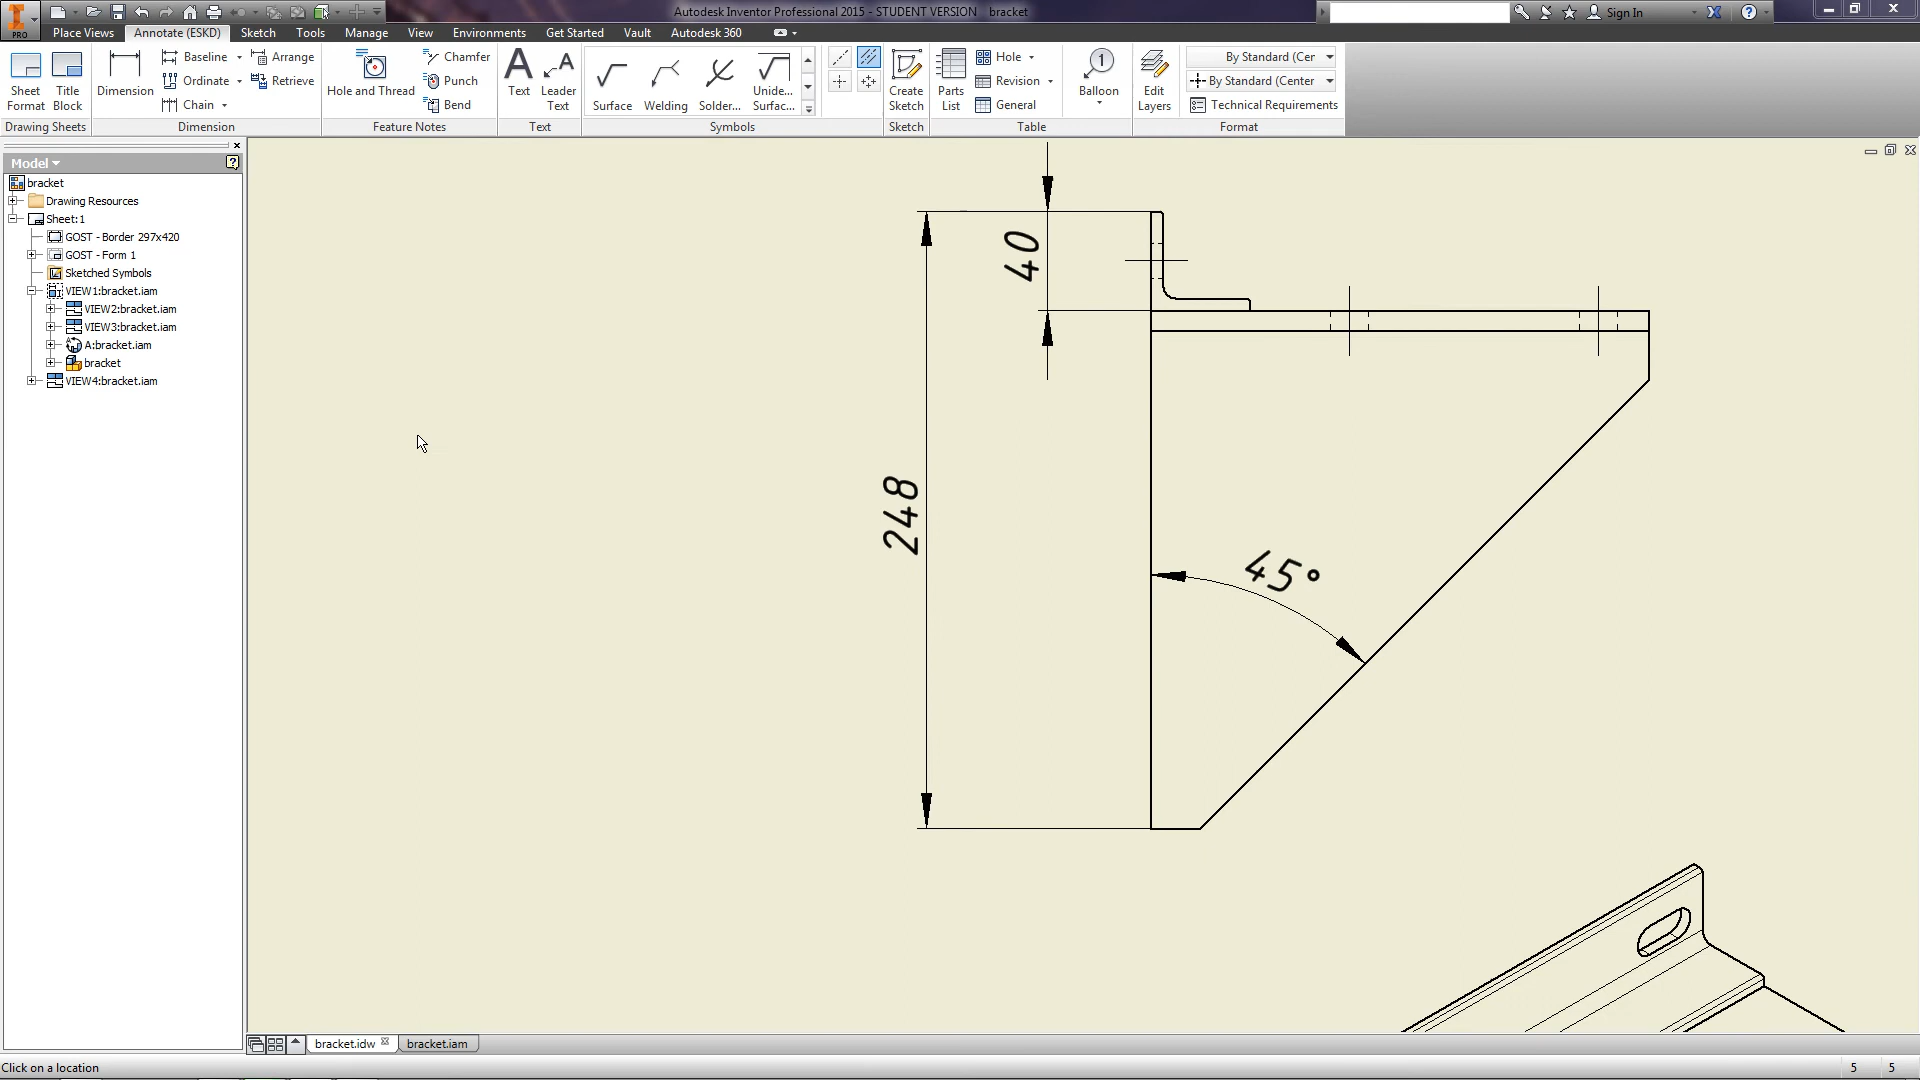 Autodesk Inventor Professional 2015 - STUDENT VERSION bracket
Sign In
PRO
Place Views Annotate (ESKD) Sketch Tools Manage View Environments Get Started Vault Autodesk 360
Sheet Format
Title Block
Drawing Sheets
Dimension
Baseline
Ordinate
Chain
Arrange
Retrieve
Dimension
Hole and Thread
Chamfer
Punch
Bend
Feature Notes
Text
Leader Text
Text
Surface
Welding
Solder...
Unide... Surfac...
Symbols
Create Sketch
Sketch
Parts List
Hole
Revision
General
Balloon
1
Table
Edit Layers
By Standard (Cer
By Standard (Center
Technical Requirements
Format
Model
bracket
Drawing Resources
Sheet:1
GOST - Border 297x420
GOST - Form 1
Sketched Symbols
VIEW1:bracket.iam
VIEW2:bracket.iam
VIEW3:bracket.iam
A:bracket.iam
bracket
VIEW4:bracket.iam
40
248
45°
bracket.idw
bracket.iam
Click on a location
5 5